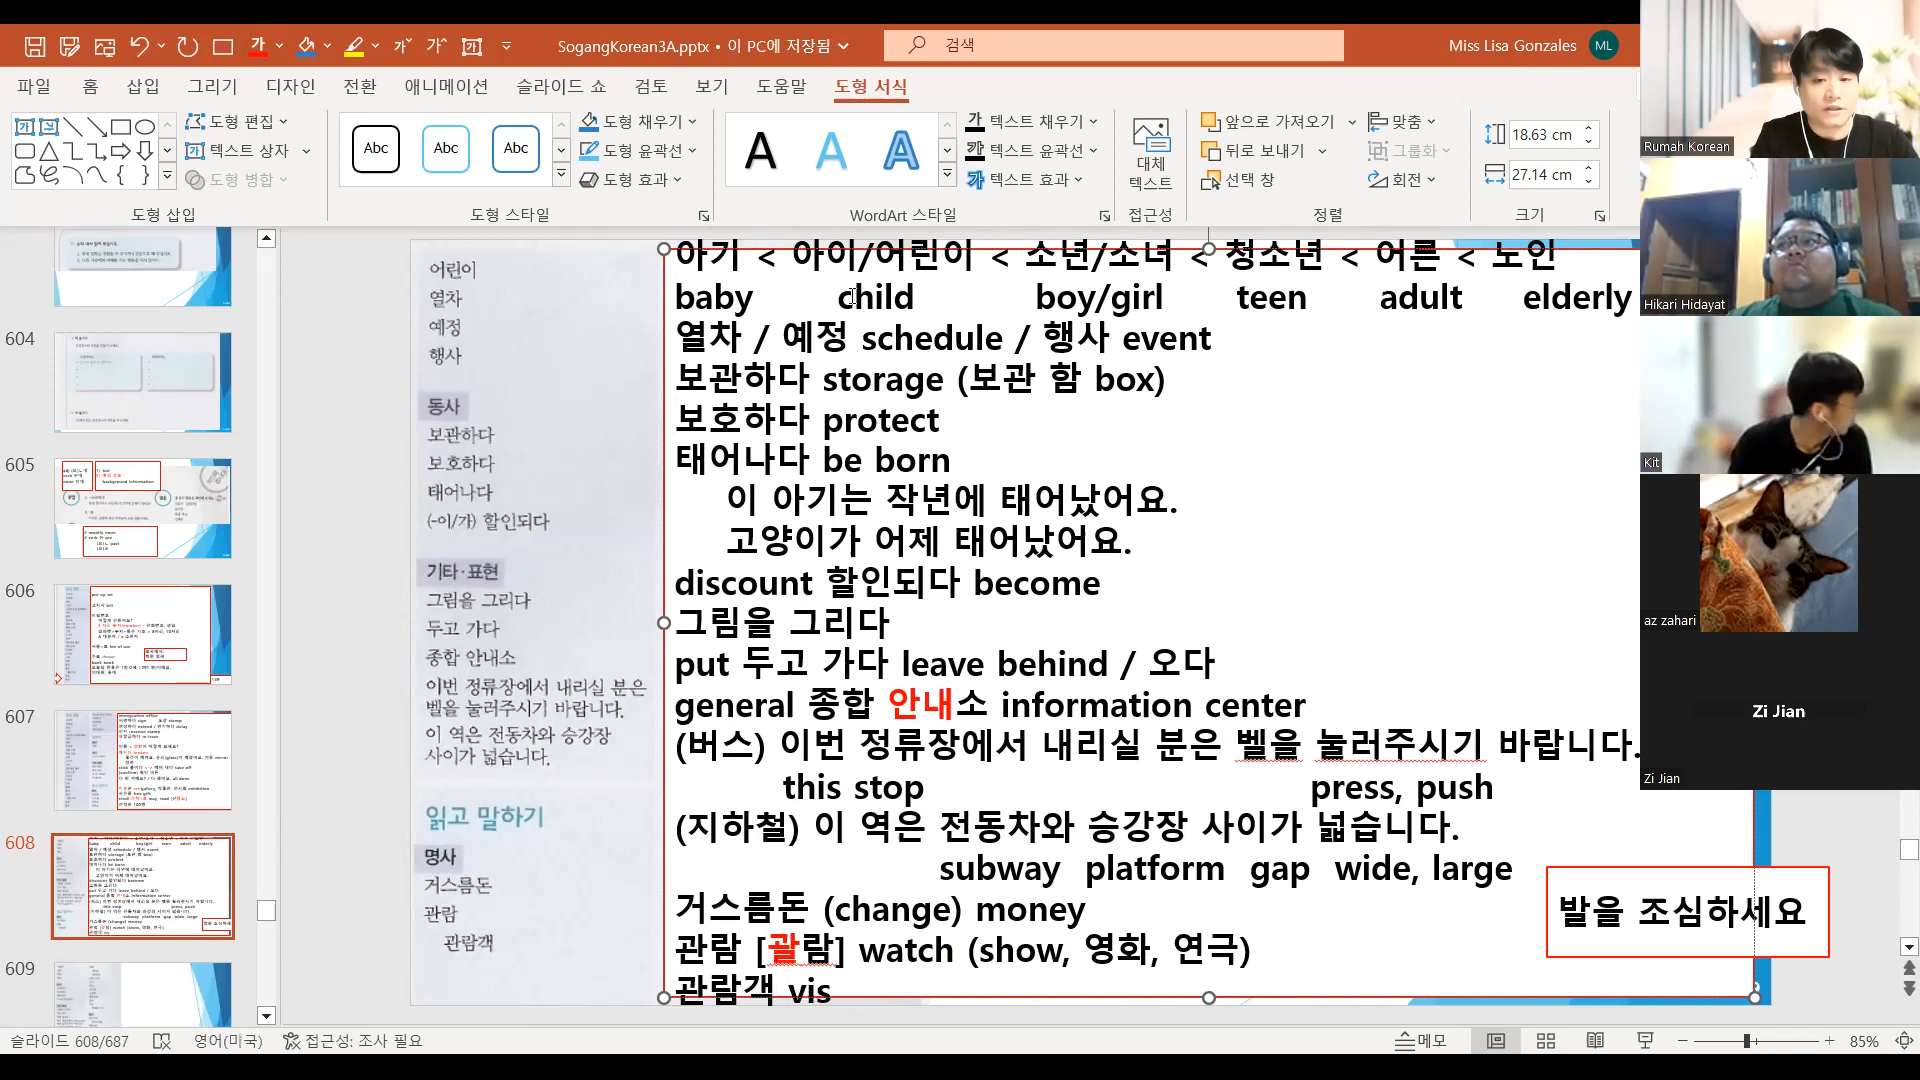 SogangKorean3A.pptx • 이 PC에 저장됨
검색
Miss Lisa Gonzales
ML
파일 홈 삽입 그리기 디자인 전환 애니메이션 슬라이드 쇼 검토 보기 도움말 도형 서식
도형 편집
텍스트 상자
도형 병합
도형 삽입
Abc Abc Abc
도형 채우기
도형 윤곽선
도형 효과
도형 스타일
A A A
텍스트 채우기
텍스트 윤곽선
텍스트 효과
WordArt 스타일
대체 텍스트
접근성
앞으로 가져오기
뒤로 보내기
선택 창
맞춤
그룹화
회전
정렬
18.63 cm
27.14 cm
크기
604
605
606
607
608
609
어린이
열차
예정
행사
동사
보관하다
보호하다
태어나다
(-이/가) 할인되다
기타·표현
그림을 그리다
두고 가다
종합 안내소
이번 정류장에서 내리실 분은
벨을 눌러주시기 바랍니다.
이 역은 전동차와 승강장
사이가 넓습니다.
읽고 말하기
명사
거스름돈
관람
관람객
아기 < 아이/어린이 < 소년/소녀 < 청소년 < 어른 < 노인
baby child boy/girl teen adult elderly
열차 / 예정 schedule / 행사 event
보관하다 storage (보관 함 box)
보호하다 protect
태어나다 be born
이 아기는 작년에 태어났어요.
고양이가 어제 태어났어요.
discount 할인되다 become
그림을 그리다
put 두고 가다 leave behind / 오다
general 종합 안내소 information center
(버스) 이번 정류장에서 내리실 분은 벨을 눌러주시기 바랍니다.
this stop press, push
(지하철) 이 역은 전동차와 승강장 사이가 넓습니다.
subway platform gap wide, large
거스름돈 (change) money
관람 [괄람] watch (show, 영화, 연극)
관람객 vis
발을 조심하세요
Rumah Korean
Hikari Hidayat
Kit
az zahari
Zi Jian
Zi Jian
슬라이드 608/687
영어(미국)
접근성: 조사 필요
메모
85%